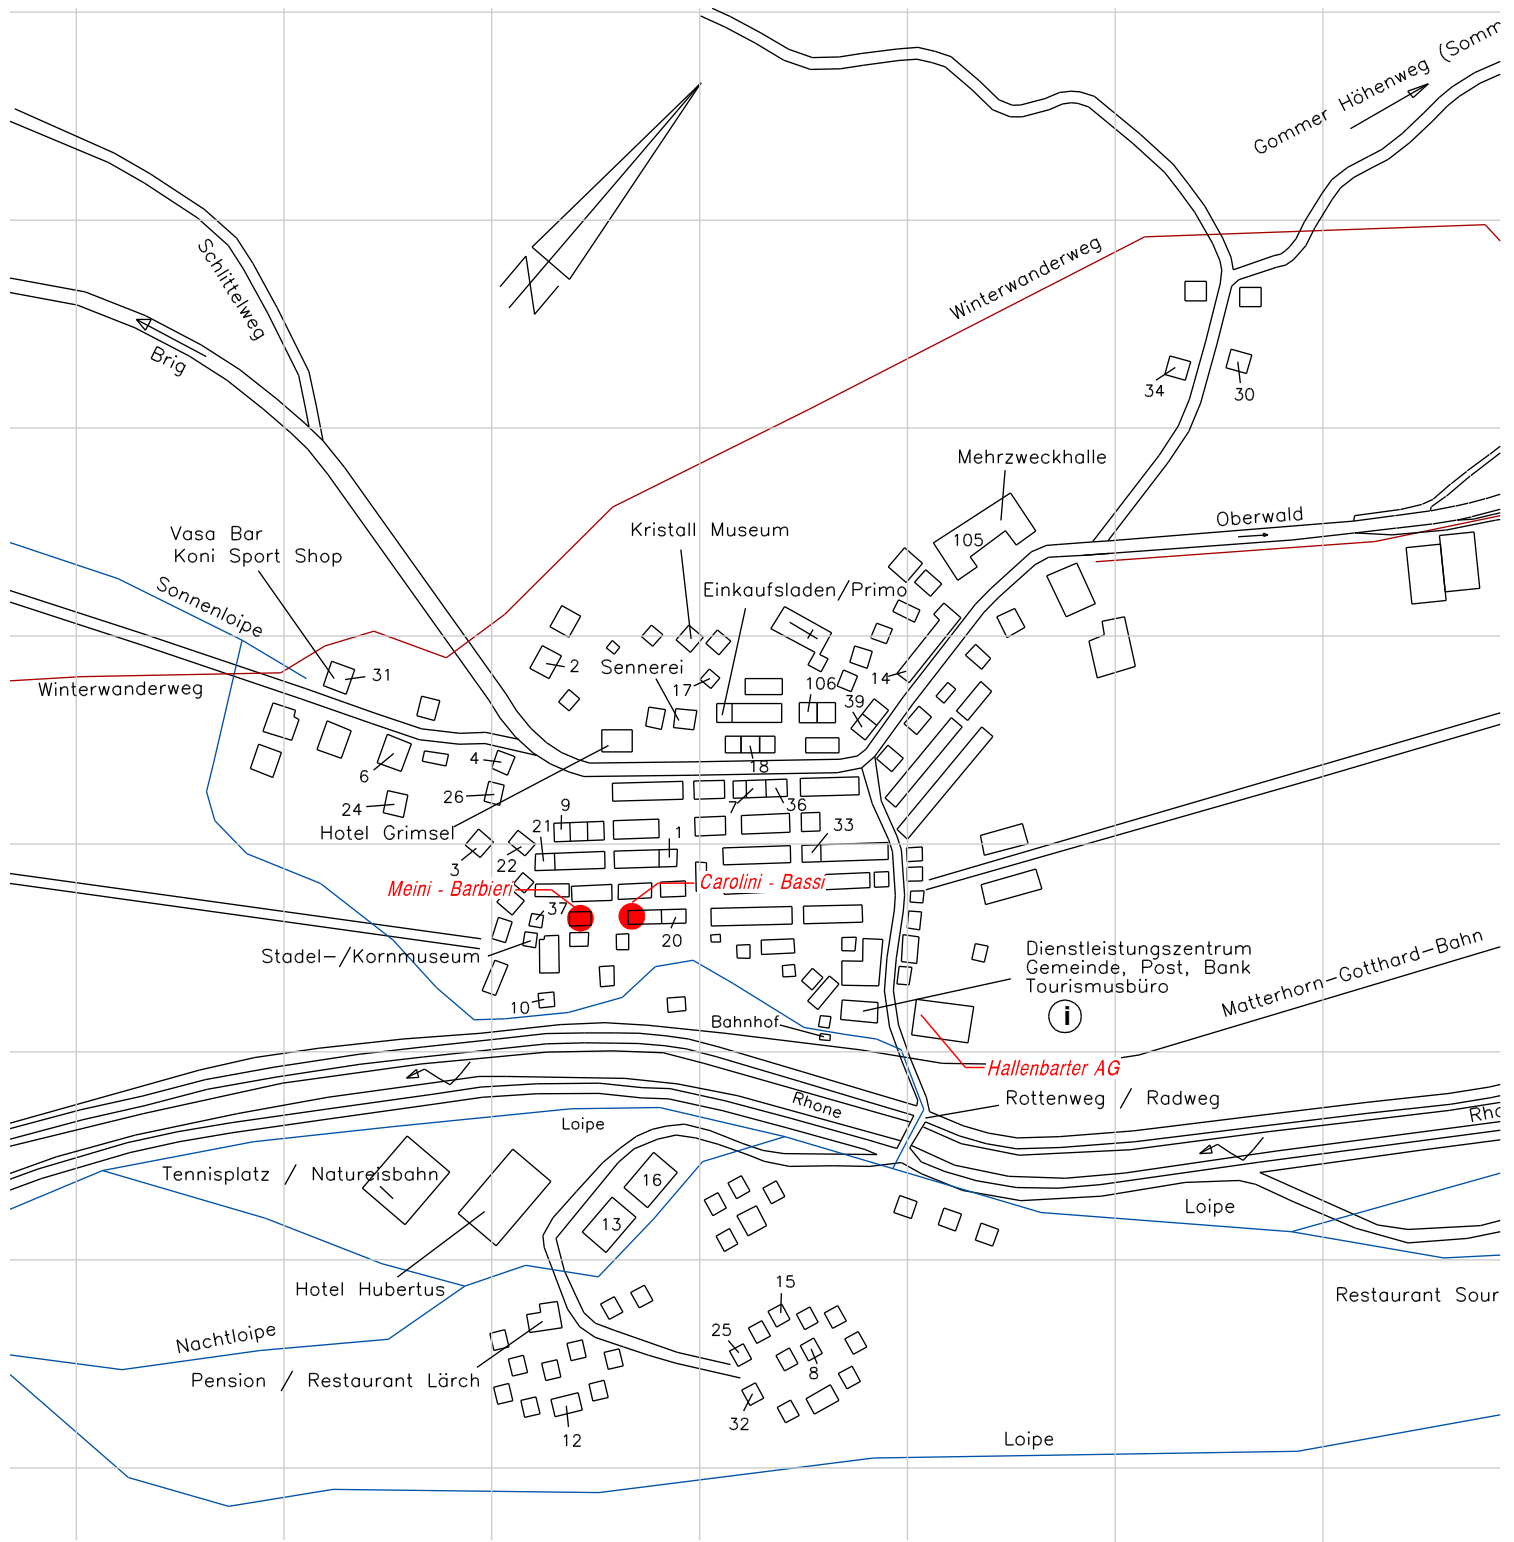 Gommer Höhenweg (Somm
Schlittelweg
Winterwanderweg
N
Brig
34
30
Mehrzweckhalle
Oberwald
Vasa Bar
Koni Sport Shop
Kristall Museum
105
Einkaufsladen/Primo
Sonnenloipe
2
Sennerei
31
17
106
14
Winterwanderweg
39
4
6
18
26
24
7
36
9
Hotel Grimsel
21
1
33
3
22
Meini - Barbieri
Carolini - Bassi
37
20
Stadel-/Kornmuseum
Dienstleistungszentrum
Gemeinde, Post, Bank
Tourismusbüro
i
Matterhorn-Gotthard-Bahn
10
Bahnhof
Hallenbarter AG
Rhone
Rottenweg / Radweg
Rho
Loipe
Tennisplatz / Natureisbahn
16
13
Loipe
Hotel Hubertus
15
Restaurant Sour
Nachtloipe
25
8
Pension / Restaurant Lärch
32
12
Loipe